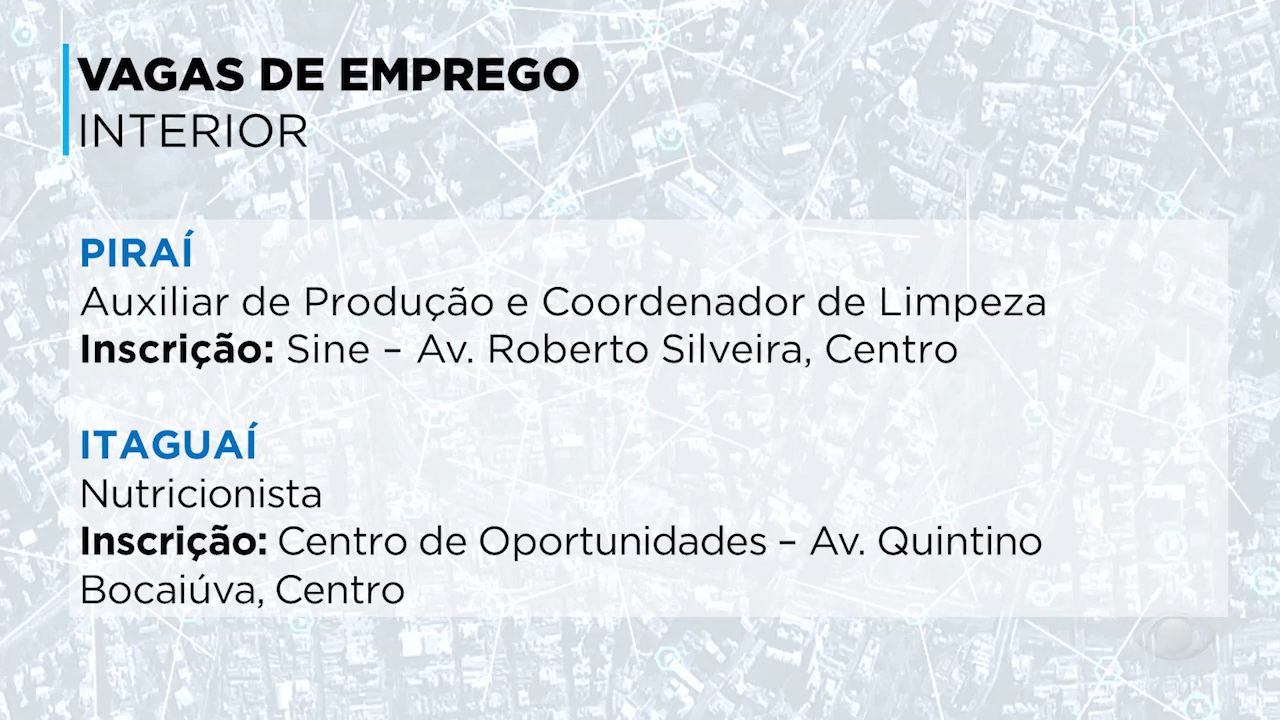 VAGAS DE EMPREGO
INTERIOR
PIRAÍ
Auxiliar de Produção e Coordenador de Limpeza
Inscrição: Sine – Av. Roberto Silveira, Centro
ITAGUAÍ
Nutricionista
Inscrição: Centro de Oportunidades – Av. Quintino
Bocaiúva, Centro